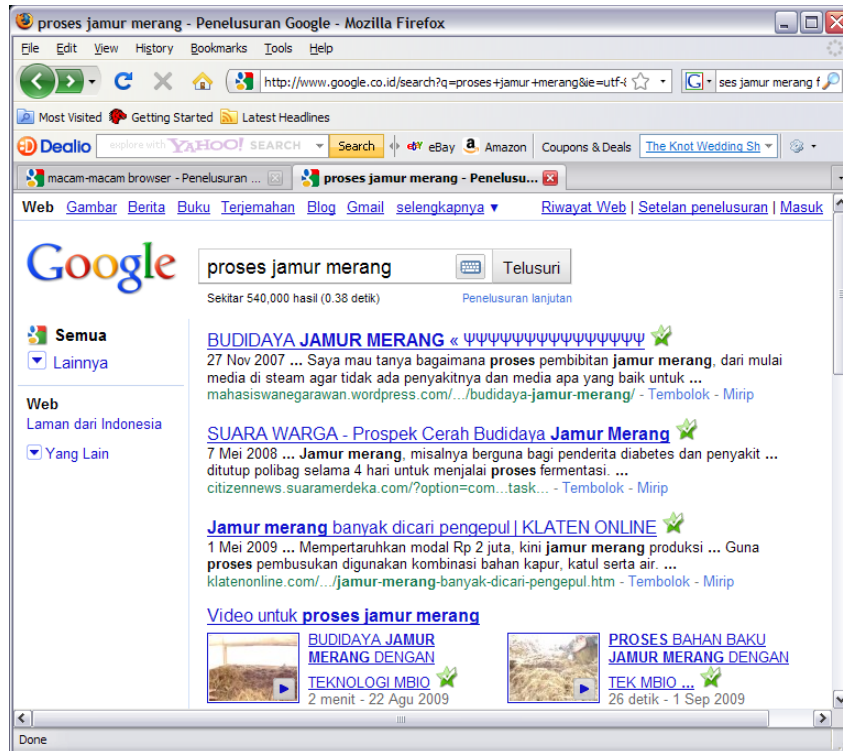 proses jamur merang - Penelusuran Google - Mozilla Firefox
File Edit View History Bookmarks Tools Help
http://www.google.co.id/search?q=proses+jamur+merang&ie=utf-8 G ses jamur merang f
Most Visited Getting Started Latest Headlines
Dealio explore with YAHOO! SEARCH Search eBay Amazon Coupons & Deals The Knot Wedding Sh
macam-macam browser - Penelusuran ... proses jamur merang - Penelusu...
Web Gambar Berita Buku Terjemahan Blog Gmail selengkapnya ▼ Riwayat Web | Setelan penelusuran | Masuk
Google proses jamur merang Telusuri
Sekitar 540,000 hasil (0.38 detik) Penelusuran lanjutan
Semua
Lainnya
Web
Laman dari Indonesia
Yang Lain
BUDIDAYA JAMUR MERANG « ΨΨΨΨΨΨΨΨΨΨΨΨΨΨΨ
27 Nov 2007 ... Saya mau tanya bagaimana proses pembibitan jamur merang, dari mulai
media di steam agar tidak ada penyakitnya dan media apa yang baik untuk ...
mahasiswanegarawan.wordpress.com/.../budidaya-jamur-merang/ - Tembolok - Mirip
SUARA WARGA - Prospek Cerah Budidaya Jamur Merang
7 Mei 2008 ... Jamur merang, misalnya berguna bagi penderita diabetes dan penyakit ...
ditutup polibag selama 4 hari untuk menjalai proses fermentasi. ...
citizennews.suaramerdeka.com/?option=com...task... - Tembolok - Mirip
Jamur merang banyak dicari pengepul | KLATEN ONLINE
1 Mei 2009 ... Mempertaruhkan modal Rp 2 juta, kini jamur merang produksi ... Guna
proses pembusukan digunakan kombinasi bahan kapur, katul serta air. ...
klatenonline.com/.../jamur-merang-banyak-dicari-pengepul.htm - Tembolok - Mirip
Video untuk proses jamur merang
BUDIDAYA JAMUR
MERANG DENGAN
TEKNOLOGI MBIO
2 menit - 22 Agu 2009
PROSES BAHAN BAKU
JAMUR MERANG DENGAN
TEK MBIO ...
26 detik - 1 Sep 2009
Done